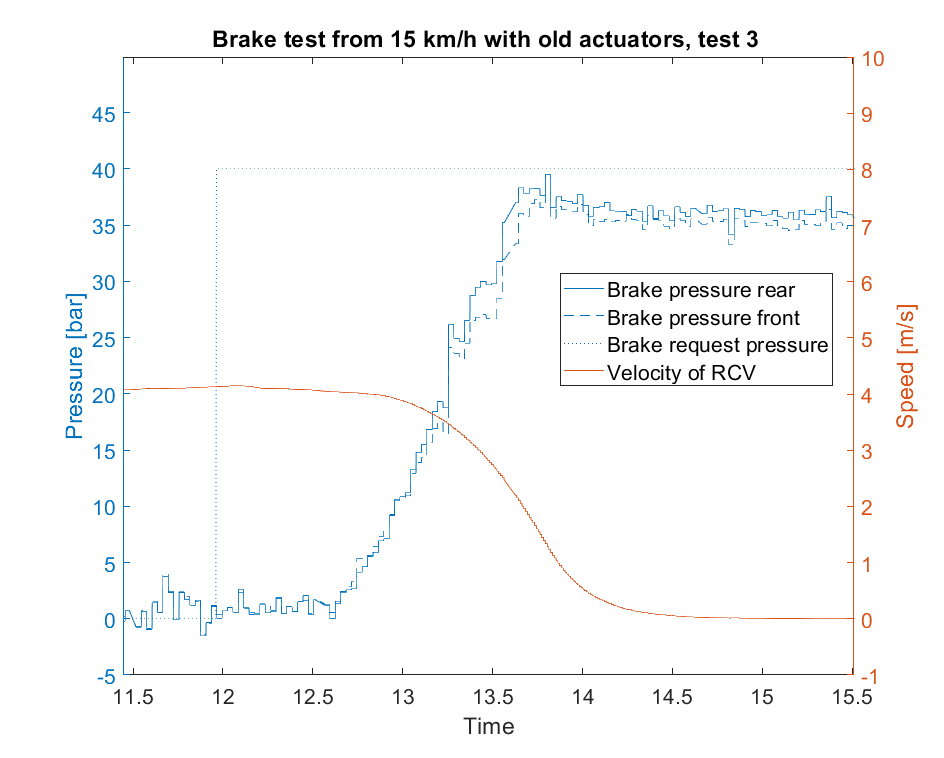 Brake test from 15 km/h with old actuators, test 3
Pressure [bar]
45
40
35
30
25
20
15
10
5
0
-5
10
9
8
7
6
5
4
3
2
1
0
-1
Speed [m/s]
Brake pressure rear
Brake pressure front
Brake request pressure
Velocity of RCV
11.5 12 12.5 13 13.5 14 14.5 15 15.5
Time